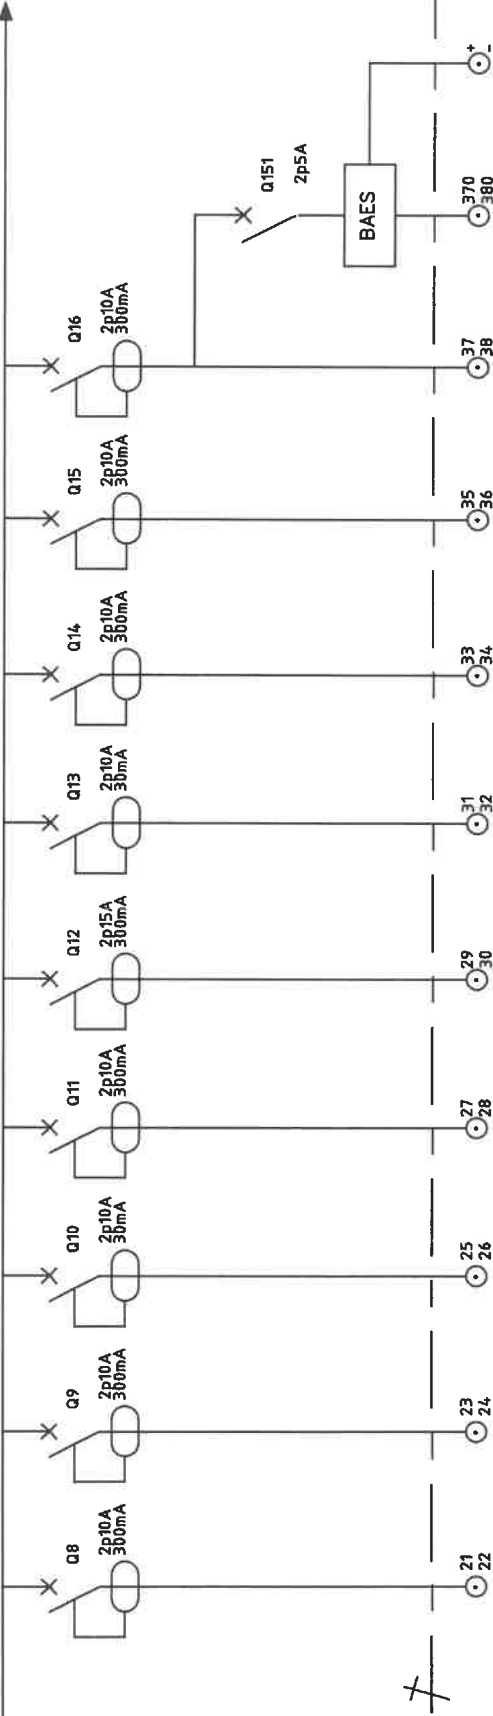 Q8
2p10A
300mA
21
22
Q9
2p10A
300mA
23
24
Q10
2p10A
30mA
25
26
Q11
2p10A
300mA
27
28
Q12
2p15A
300mA
29
30
Q13
2p10A
30mA
31
32
Q14
2p10A
300mA
33
34
Q15
2p10A
300mA
35
36
Q16
2p10A
300mA
37
38
Q151
2p5A
BAES
370
380
+
-